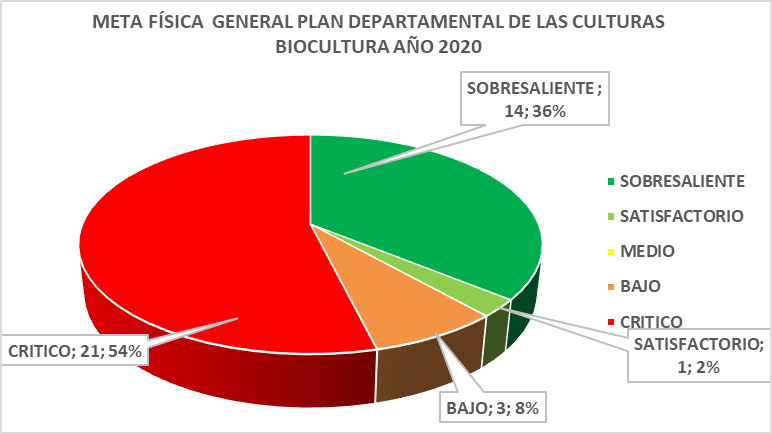 META FÍSICA GENERAL PLAN DEPARTAMENTAL DE LAS CULTURAS
BIOCULTURA AÑO 2020
SOBRESALIENTE ;
14; 36%
SOBRESALIENTE
SATISFACTORIO
MEDIO
BAJO
CRITICO
SATISFACTORIO;
1; 2%
CRITICO; 21; 54%
BAJO; 3; 8%